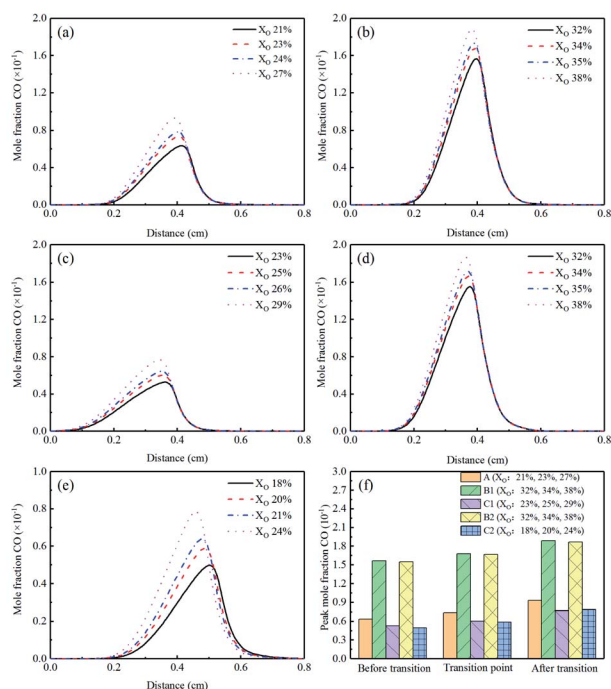 (a)
X_O 21%
X_O 23%
X_O 24%
X_O 27%
Mole fraction CO (×10⁻¹)
2.0
1.6
1.2
0.8
0.4
0.0
0.0 0.2 0.4 0.6 0.8
Distance (cm)
(b)
X_O 32%
X_O 34%
X_O 35%
X_O 38%
Mole fraction CO (×10⁻¹)
2.0
1.6
1.2
0.8
0.4
0.0
0.0 0.2 0.4 0.6 0.8
Distance (cm)
(c)
X_O 23%
X_O 25%
X_O 26%
X_O 29%
Mole fraction CO (×10⁻¹)
2.0
1.6
1.2
0.8
0.4
0.0
0.0 0.2 0.4 0.6 0.8
Distance (cm)
(d)
X_O 32%
X_O 34%
X_O 35%
X_O 38%
Mole fraction CO (×10⁻¹)
2.0
1.6
1.2
0.8
0.4
0.0
0.0 0.2 0.4 0.6 0.8
Distance (cm)
(e)
X_O 18%
X_O 20%
X_O 21%
X_O 24%
Mole fraction CO (×10⁻¹)
1.0
0.8
0.6
0.4
0.2
0.0
0.0 0.2 0.4 0.6 0.8
Distance (cm)
(f)
A (X_O: 21%, 23%, 27%)
B1 (X_O: 32%, 34%, 38%)
C1 (X_O: 23%, 25%, 29%)
B2 (X_O: 32%, 34%, 38%)
C2 (X_O: 18%, 20%, 24%)
Peak mole fraction CO (10⁻¹)
3.0
2.7
2.4
2.1
1.8
1.5
1.2
0.9
0.6
0.3
0.0
Before transition Transition point After transition